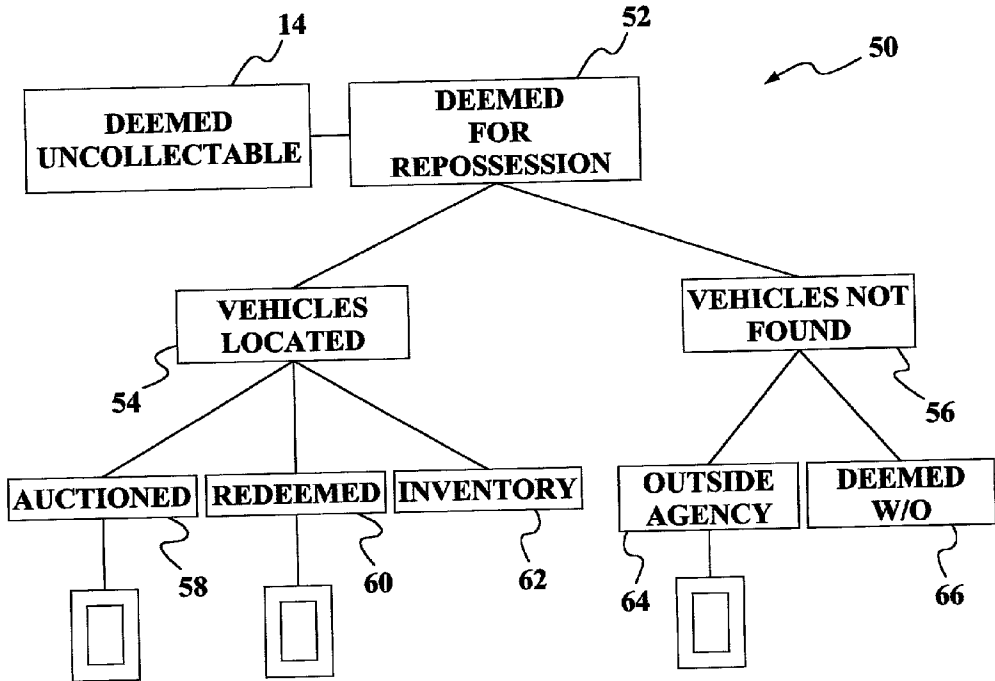 14
52
50
DEEMED
UNCOLLECTABLE
DEEMED
FOR
REPOSSESSION
VEHICLES
LOCATED
VEHICLES NOT
FOUND
54
56
AUCTIONED
REDEEMED
INVENTORY
OUTSIDE
AGENCY
DEEMED
W/O
58
60
62
64
66